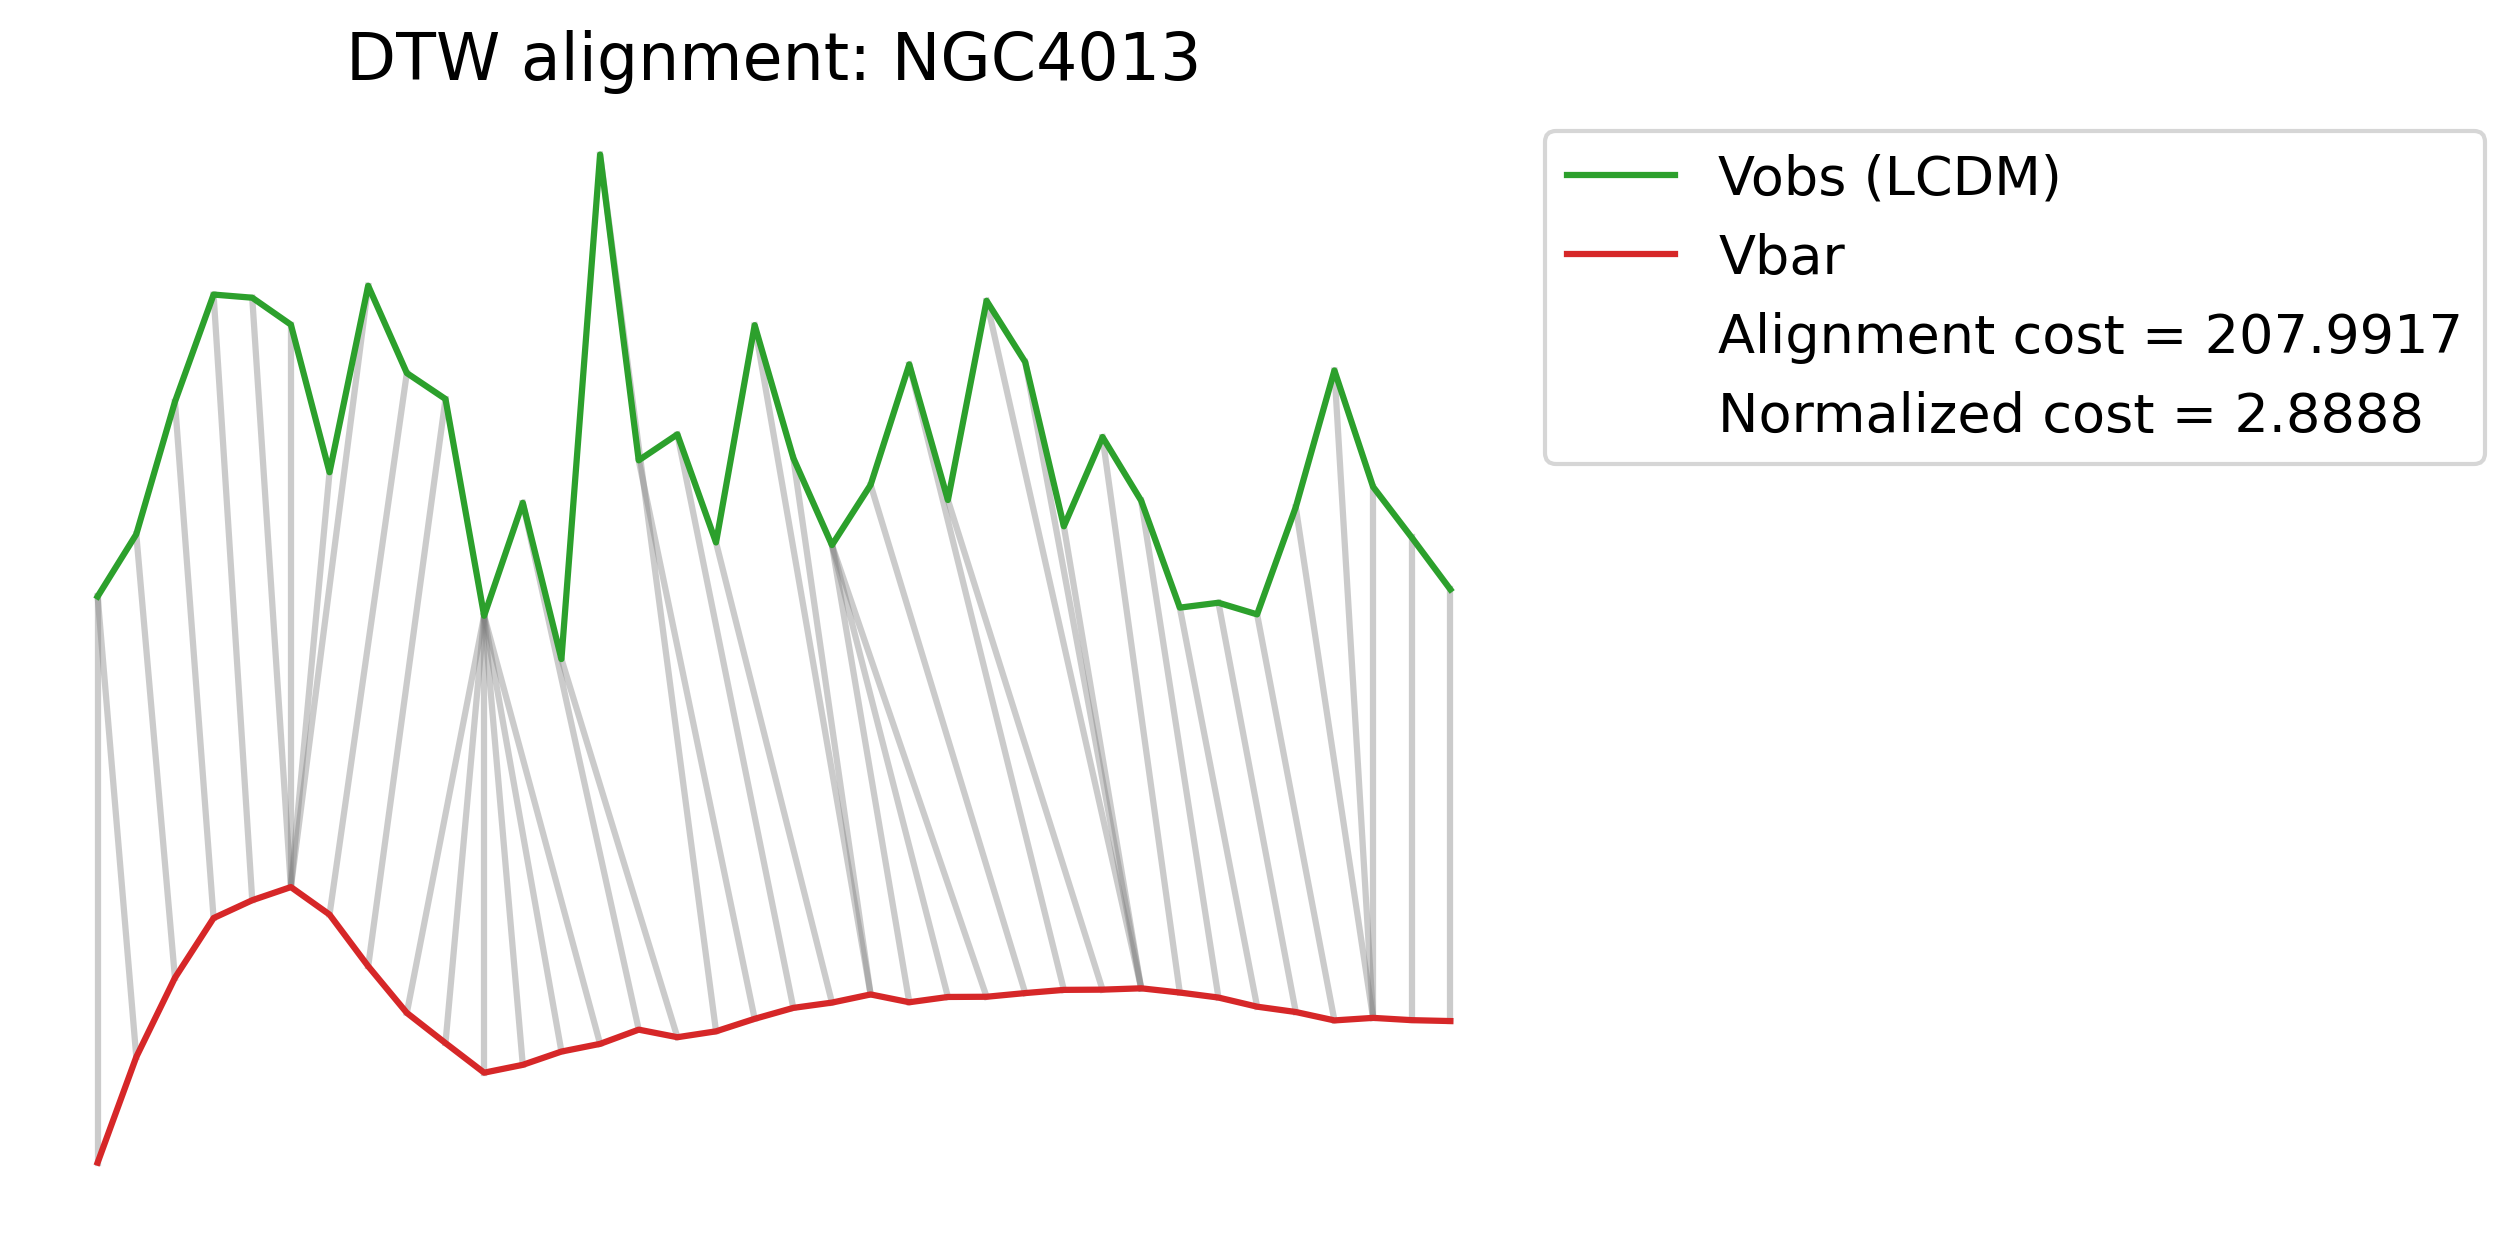 DTW alignment: NGC4013
Vobs (LCDM)
Vbar
Alignment cost = 207.9917
Normalized cost = 2.8888